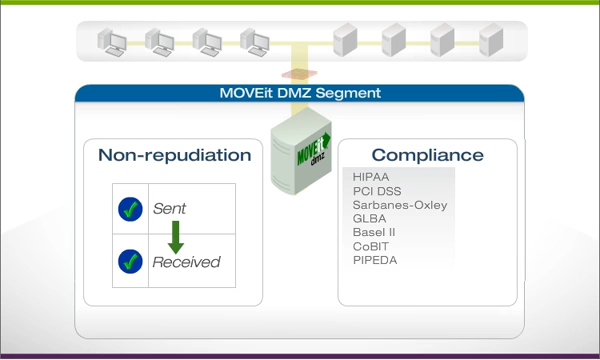 MOVEit DMZ Segment
MOVEit
dmz
Non-repudiation
Sent
Received
Compliance
HIPAA
PCI DSS
Sarbanes-Oxley
GLBA
Basel II
CoBIT
PIPEDA